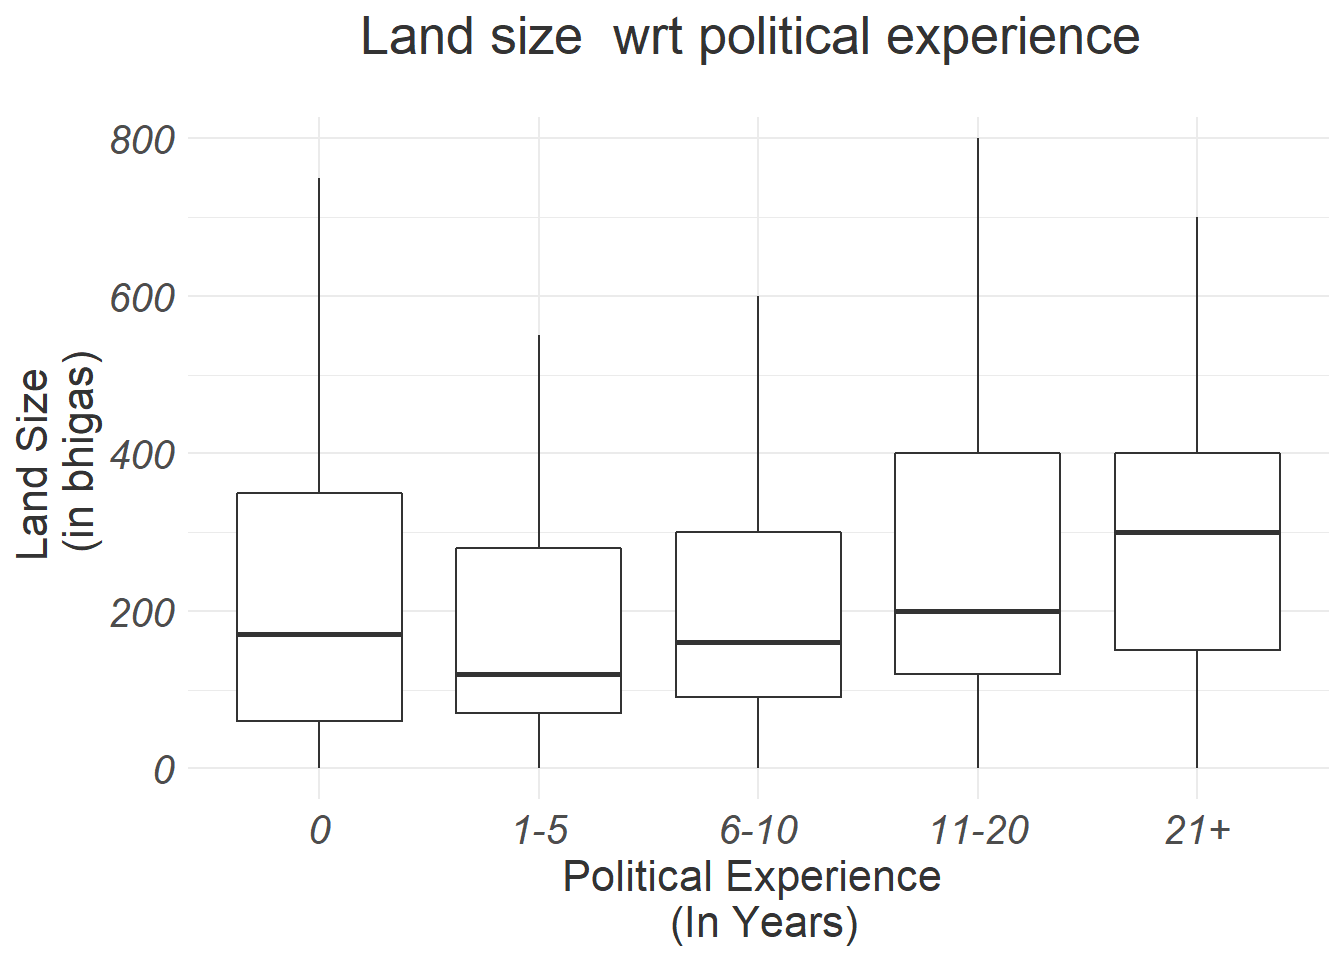 Land size  wrt political experience
800
600
400
200
0
Land Size
(in bhigas)
0 1-5 6-10 11-20 21+
Political Experience
(In Years)